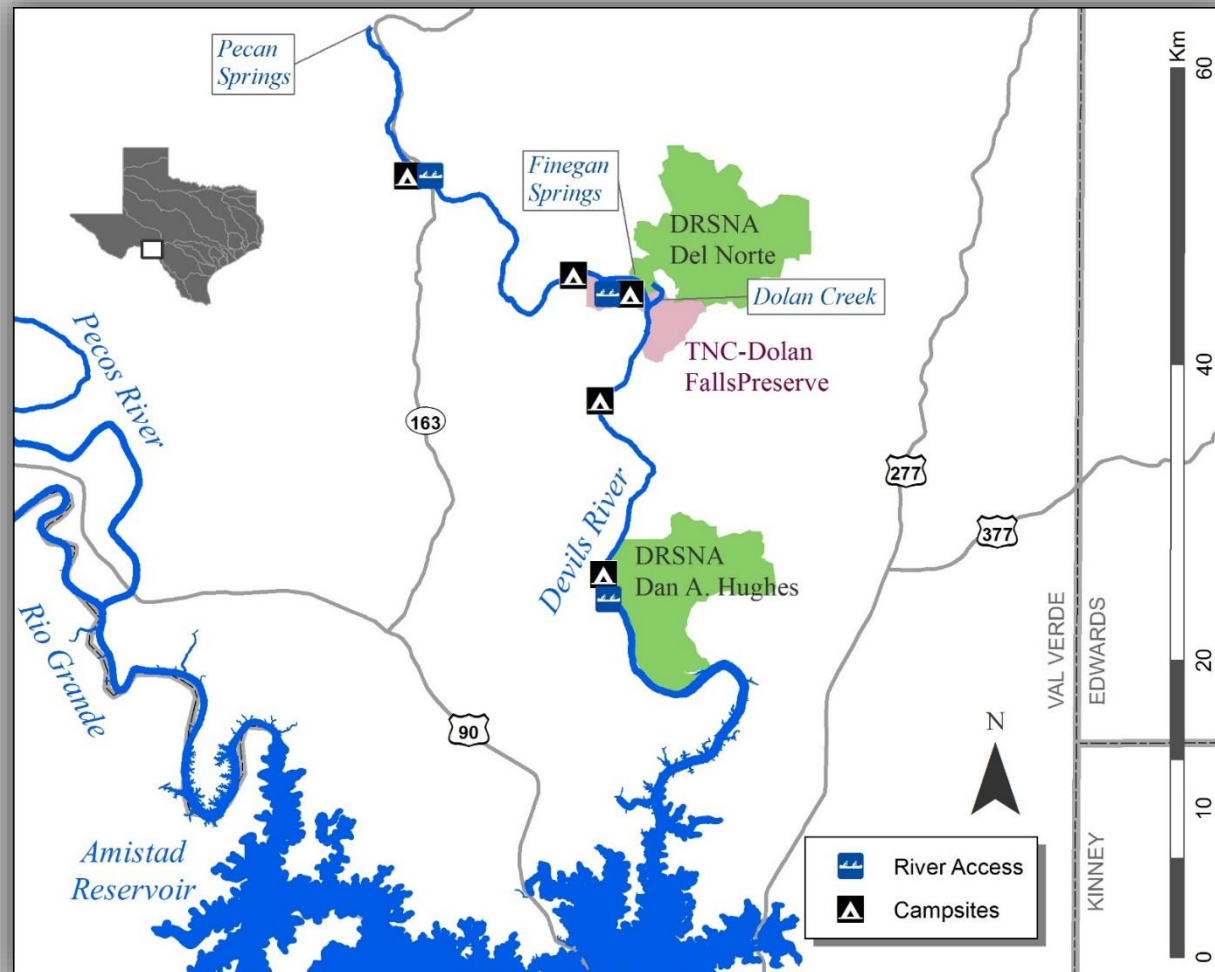 Pecan
Springs
Finegan
Springs
DRSNA
Del Norte
Dolan Creek
TNC-Dolan
FallsPreserve
Pecos River
163
277
377
Devils River
DRSNA
Dan A. Hughes
Rio Grande
90
Amistad
Reservoir
VAL VERDE
EDWARDS
KINNEY
N
River Access
Campsites
Km
60
40
20
10
0